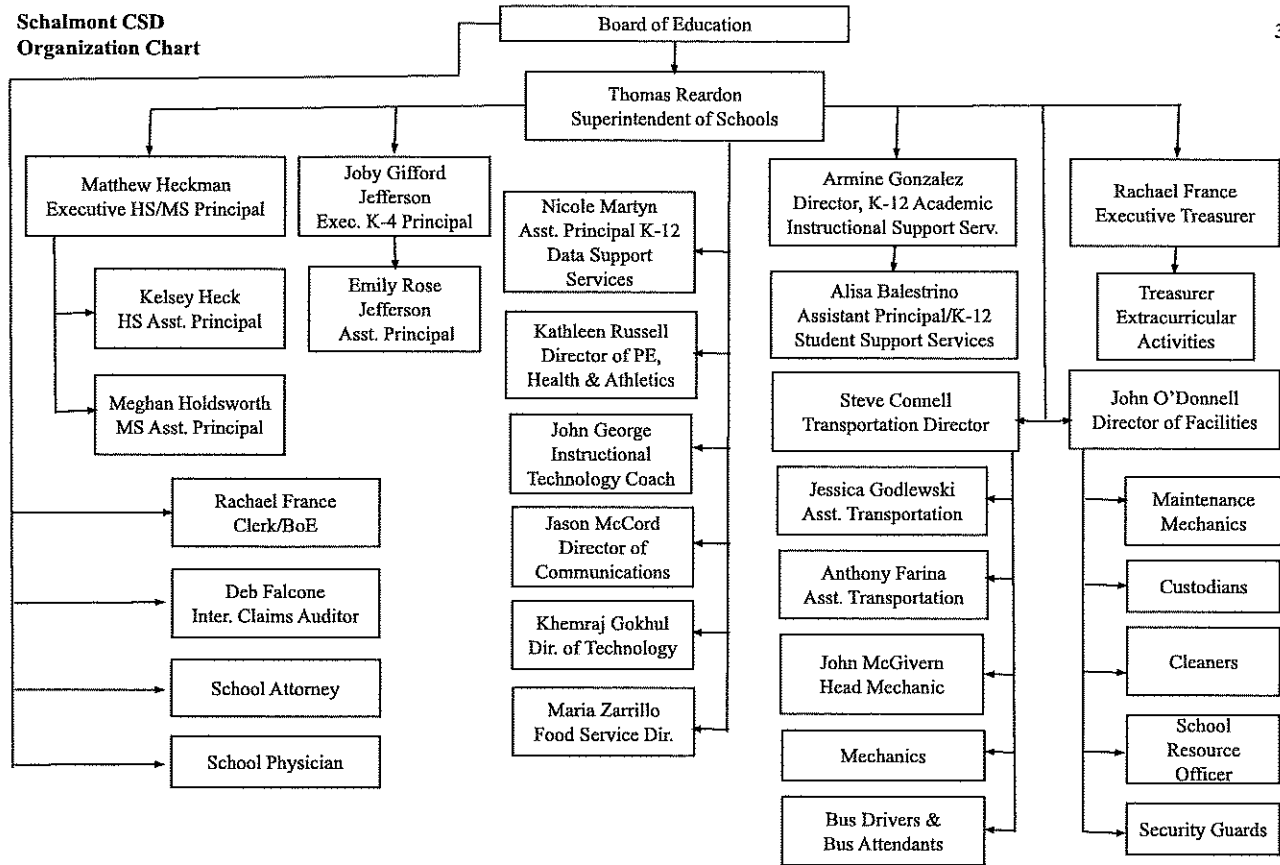 Schalmont CSD
Organization Chart
3
Board of Education
Thomas Reardon
Superintendent of Schools
Matthew Heckman
Executive HS/MS Principal
Kelsey Heck
HS Asst. Principal
Meghan Holdsworth
MS Asst. Principal
Joby Gifford
Jefferson
Exec. K-4 Principal
Emily Rose
Jefferson
Asst. Principal
Nicole Martyn
Asst. Principal K-12
Data Support
Services
Kathleen Russell
Director of PE,
Health & Athletics
John George
Instructional
Technology Coach
Jason McCord
Director of
Communications
Khemraj Gokhul
Dir. of Technology
Maria Zarrillo
Food Service Dir.
Armine Gonzalez
Director, K-12 Academic
Instructional Support Serv.
Alisa Balestrino
Assistant Principal/K-12
Student Support Services
Rachael France
Executive Treasurer
Treasurer
Extracurricular
Activities
Steve Connell
Transportation Director
Jessica Godlewski
Asst. Transportation
Anthony Farina
Asst. Transportation
John McGivern
Head Mechanic
Mechanics
Bus Drivers &
Bus Attendants
John O'Donnell
Director of Facilities
Maintenance
Mechanics
Custodians
Cleaners
School
Resource
Officer
Security Guards
Rachael France
Clerk/BoE
Deb Falcone
Inter. Claims Auditor
School Attorney
School Physician